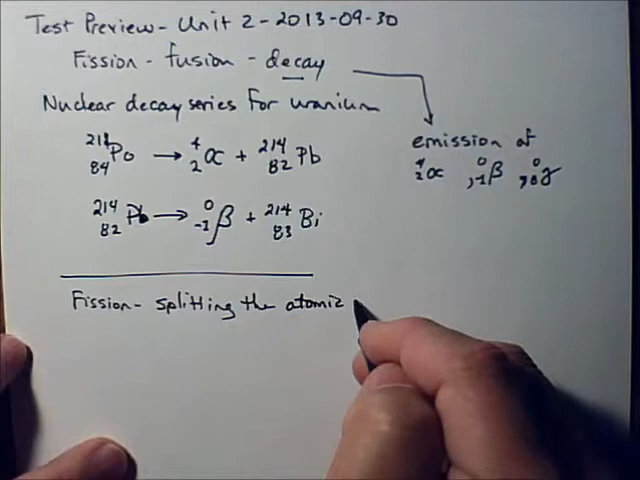 Test Preview - Unit 2 - 2013-09-30
Fission - fusion - decay
Nuclear decay series for uranium
²¹⁸₈₄Po → ⁴₂α + ²¹⁴₈₂Pb
emission of
⁴₂α , ⁰₋₁β , ⁰₀γ
²¹⁴₈₂Pb → ⁰₋₁β + ²¹⁴₈₃Bi
Fission - splitting the atomic